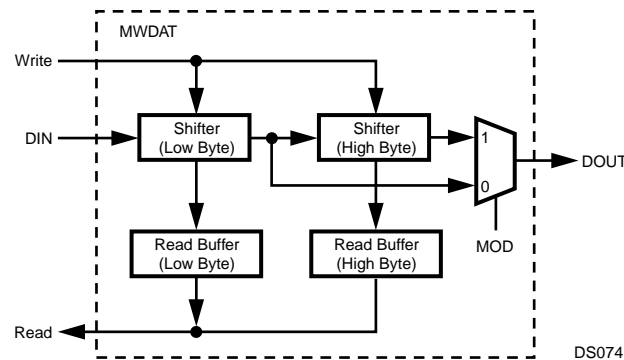 MWDAT
Write
Shifter
(Low Byte)
Shifter
(High Byte)
DIN
1
0
DOUT
Read Buffer
(Low Byte)
Read Buffer
(High Byte)
MOD
Read
DS074